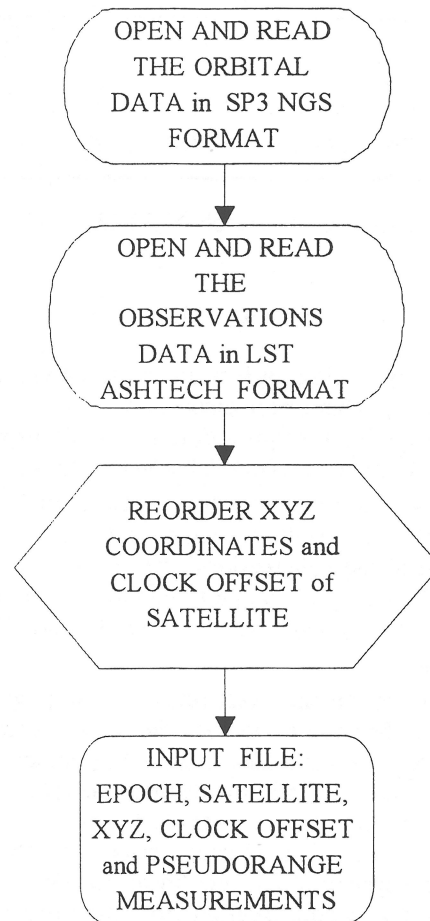 OPEN AND READ
THE ORBITAL
DATA in SP3 NGS
FORMAT
OPEN AND READ
THE
OBSERVATIONS
DATA in LST
ASHTECH FORMAT
REORDER XYZ
COORDINATES and
CLOCK OFFSET of
SATELLITE
INPUT FILE:
EPOCH, SATELLITE,
XYZ, CLOCK OFFSET
and PSEUDORANGE
MEASUREMENTS